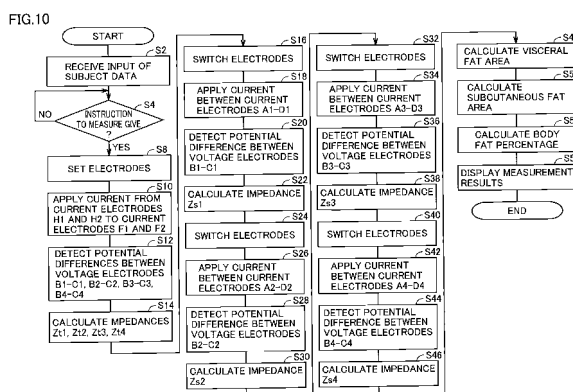 FIG.10
START
S2
RECEIVE INPUT OF
SUBJECT DATA
S4
INSTRUCTION
TO MEASURE GIVE
?
NO
YES
S8
SET ELECTRODES
S10
APPLY CURRENT FROM
CURRENT ELECTRODES
H1 AND H2 TO CURRENT
ELECTRODES F1 AND F2
S12
DETECT POTENTIAL
DIFFERENCES BETWEEN
VOLTAGE ELECTRODES
B1-C1, B2-C2, B3-C3,
B4-C4
S14
CALCULATE MPEDANCES
Zt1, Zt2, Zt3, Zt4
S16
SWITCH ELECTRODES
S18
APPLY CURRENT
BETWEEN CURRENT
ELECTRODES A1-D1
S20
DETECT POTENTIAL
DIFFERENCE BETWEEN
VOLTAGE ELECTRODES
B1-C1
S22
CALCULATE IMPEDANCE
Zs1
S24
SWITCH ELECTRODES
S26
APPLY CURRENT
BETWEEN CURRENT
ELECTRODES A2-D2
S28
DETECT POTENTIAL
DIFFERENCE BETWEEN
VOLTAGE ELECTRODES
B2-C2
S30
CALCULATE IMPEDANCE
Zs2
S32
SWITCH ELECTRODES
S34
APPLY CURRENT
BETWEEN CURRENT
ELECTRODES A3-D3
S36
DETECT POTENTIAL
DIFFERENCE BETWEEN
VOLTAGE ELECTRODES
B3-C3
S38
CALCULATE IMPEDANCE
Zs3
S40
SWITCH ELECTRODES
S42
APPLY CURRENT
BETWEEN CURRENT
ELECTRODES A4-D4
S44
DETECT POTENTIAL
DIFFERENCE BETWEEN
VOLTAGE ELECTRODES
B4-C4
S46
CALCULATE IMPEDANCE
Zs4
CALCULATE VISCERAL
FAT AREA
CALCULATE
SUBCUTANEOUS FAT
AREA
CALCULATE BODY
FAT PERCENTAGE
DISPLAY MEASUREMENT
RESULTS
END